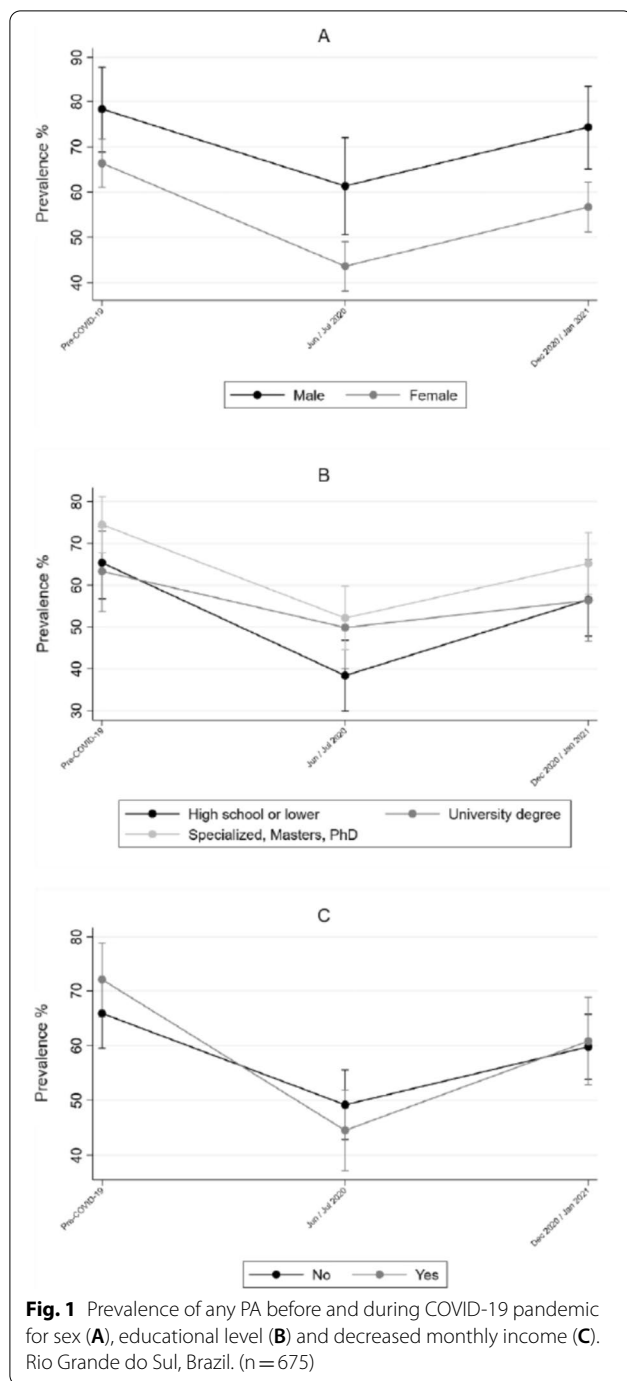 A
Prevalence %
90
80
70
60
50
40
Pre-COVID-19
Jun / Jul 2020
Dec 2020 / Jan 2021
Male
Female
B
Prevalence %
80
70
60
50
40
30
Pre-COVID-19
Jun / Jul 2020
Dec 2020 / Jan 2021
High school or lower
University degree
Specialized, Masters, PhD
C
Prevalence %
80
70
60
50
40
Pre-COVID-19
Jun / Jul 2020
Dec 2020 / Jan 2021
No
Yes
Fig. 1 Prevalence of any PA before and during COVID-19 pandemic
for sex (A), educational level (B) and decreased monthly income (C).
Rio Grande do Sul, Brazil. (n = 675)